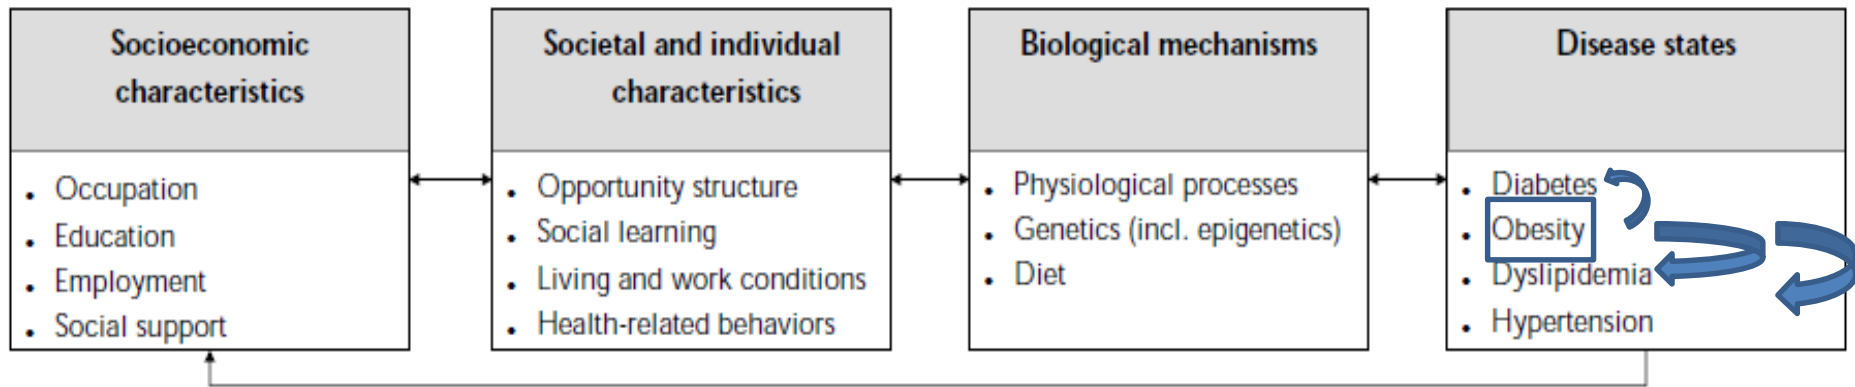 Socioeconomic
characteristics
• Occupation
• Education
• Employment
• Social support
Societal and individual
characteristics
• Opportunity structure
• Social learning
• Living and work conditions
• Health-related behaviors
Biological mechanisms
• Physiological processes
• Genetics (incl. epigenetics)
• Diet
Disease states
• Diabetes
• Obesity
• Dyslipidemia
• Hypertension